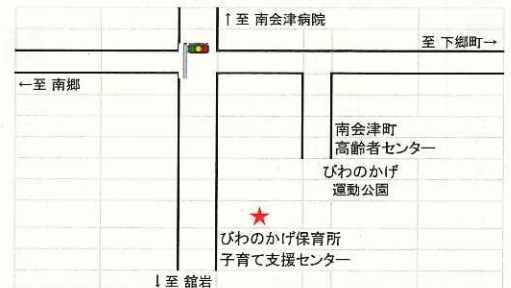 ↑至 南会津病院
至 下郷町→
←至 南郷
南会津町
高齢者センター
びわのかげ
運動公園
びわのかげ保育所
子育て支援センター
↓至 舘岩